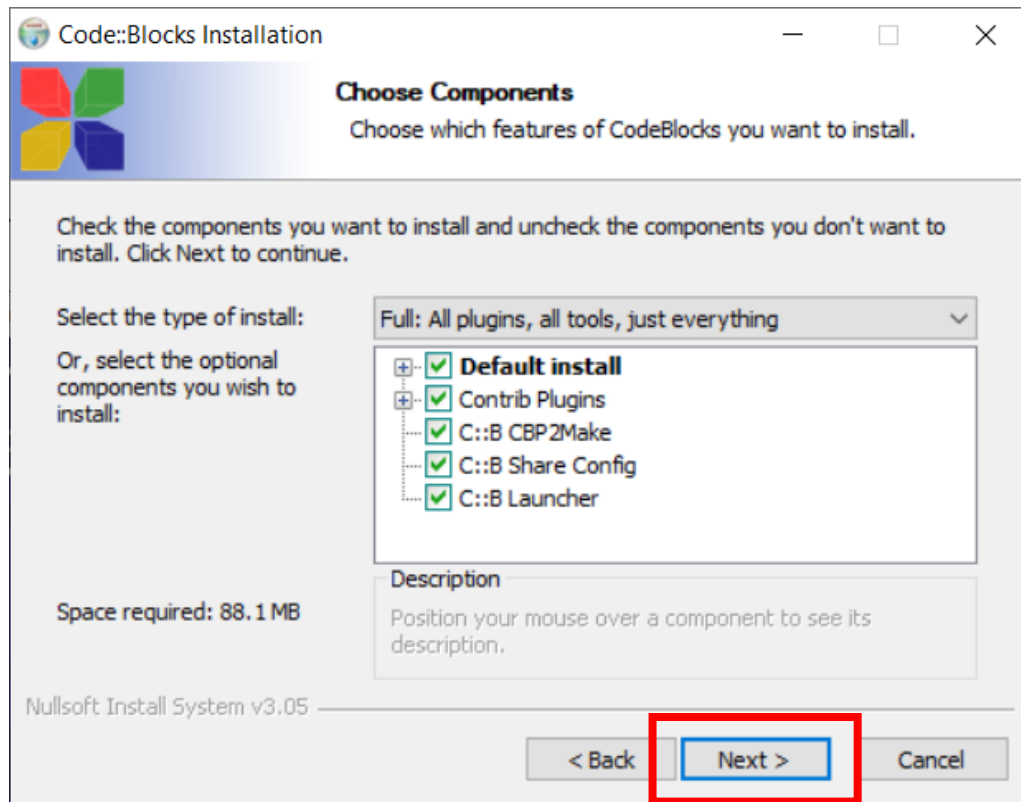 Code::Blocks Installation
Choose Components
Choose which features of CodeBlocks you want to install.
Check the components you want to install and uncheck the components you don't want to
install. Click Next to continue.
Select the type of install:
Full: All plugins, all tools, just everything
Or, select the optional
components you wish to
install:
Default install
Contrib Plugins
C::B CBP2Make
C::B Share Config
C::B Launcher
Space required: 88.1 MB
Description
Position your mouse over a component to see its
description.
Nullsoft Install System v3.05
< Back
Next >
Cancel